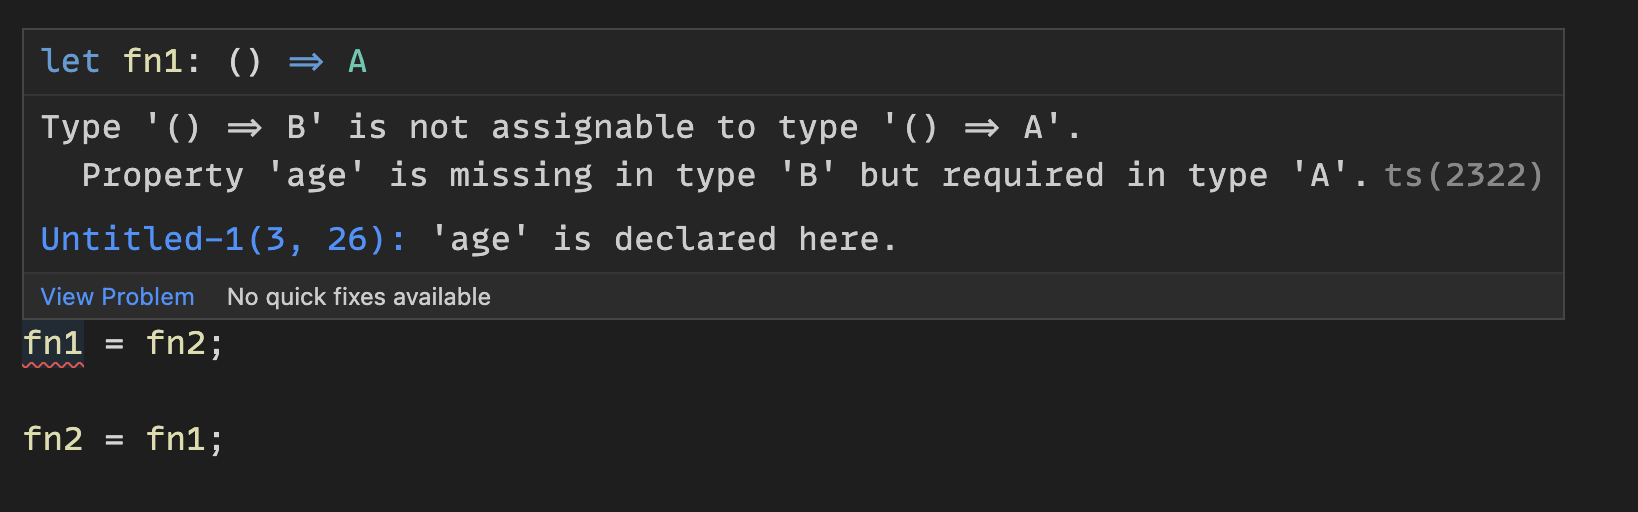 let fn1: () => A
Type '() => B' is not assignable to type '() => A'.
Property 'age' is missing in type 'B' but required in type 'A'. ts(2322)
Untitled-1(3, 26): 'age' is declared here.
View Problem No quick fixes available
fn1 = fn2;
fn2 = fn1;